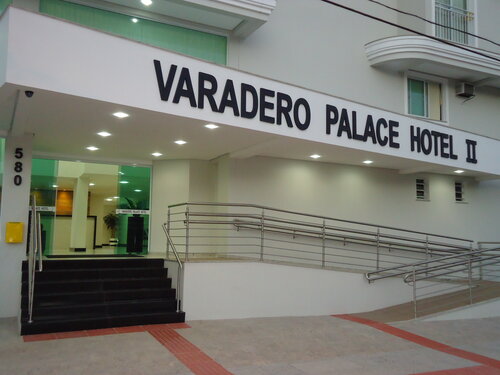 VARADERO PALACE HOTEL II
580